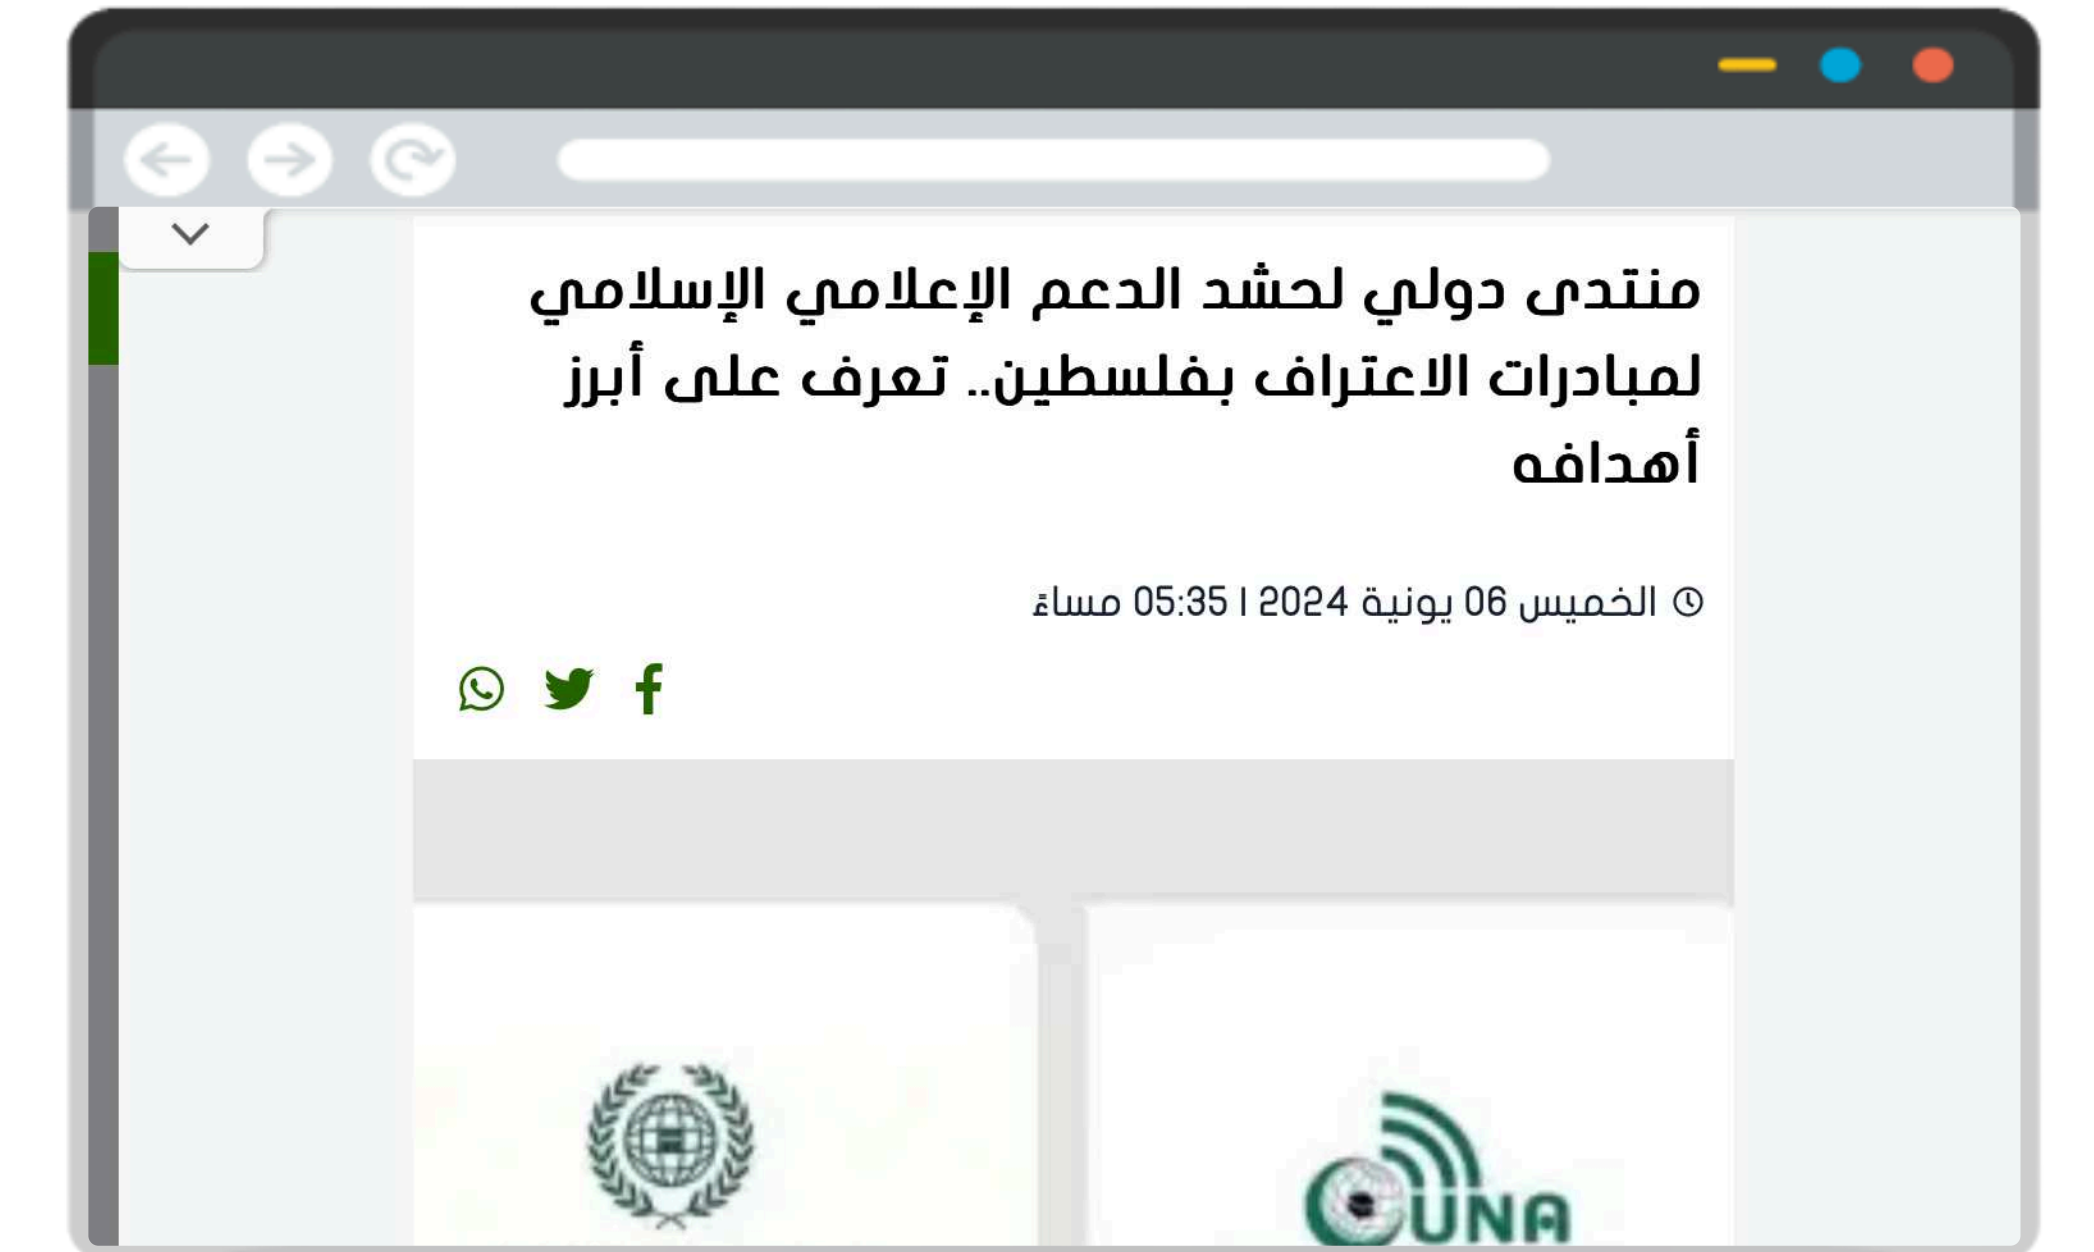 منتدى دولي لحشد الدعم الإعلامي الإسلامي
لمبادرات الاعتراف بفلسطين.. تعرف على أبرز
أهدافه
الخميس 06 يونية 2024 | 05:35 مساءً
UNA